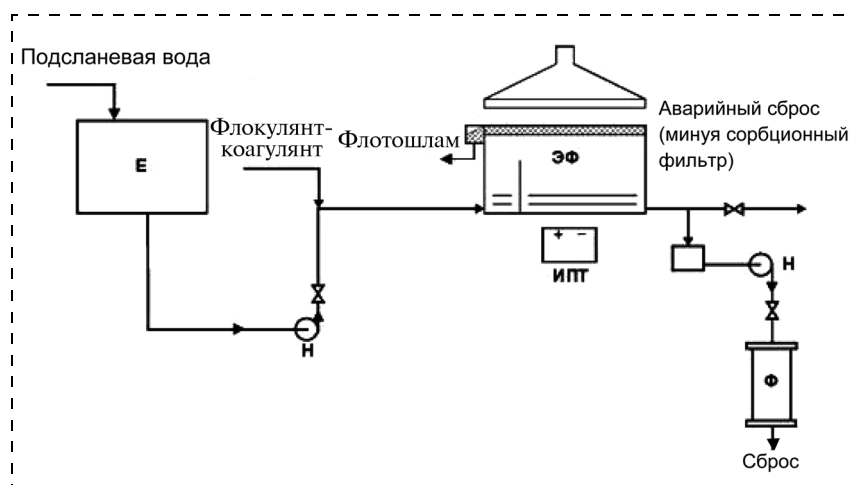 Подсланевая вода
Флокулянт-
коагулянт
Флотошлам
Аварийный сброс
(минуя сорбционный
фильтр)
Е
ЭФ
+ −
ИПТ
Н
Н
Ф
Сброс